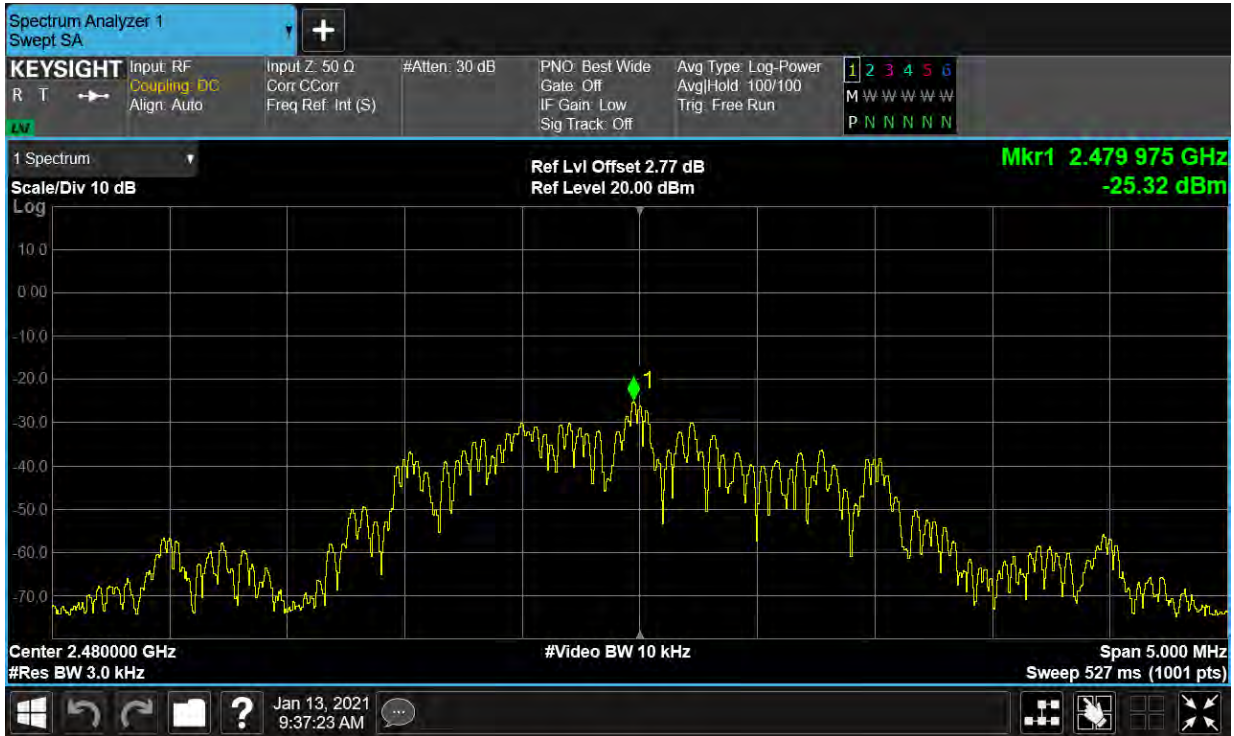 Spectrum Analyzer 1
Swept SA
+
KEYSIGHT Input: RF Input Z: 50 Ω #Atten: 30 dB PNO: Best Wide Avg Type: Log-Power 1 2 3 4 5 6
R T Coupling: DC Corr CCorr Gate: Off Avg|Hold: 100/100 M W W W W W W
Align: Auto Freq Ref: Int (S) IF Gain: Low Trig: Free Run P N N N N N N
Sig Track: Off
LXI
1 Spectrum Ref Lvl Offset 2.77 dB Mkr1 2.479 975 GHz
Scale/Div 10 dB Ref Level 20.00 dBm -25.32 dBm
Log
10.0
0.00
-10.0
-20.0
1
-30.0
-40.0
-50.0
-60.0
-70.0
Center 2.480000 GHz #Video BW 10 kHz Span 5.000 MHz
#Res BW 3.0 kHz Sweep 527 ms (1001 pts)
? Jan 13, 2021
9:37:23 AM